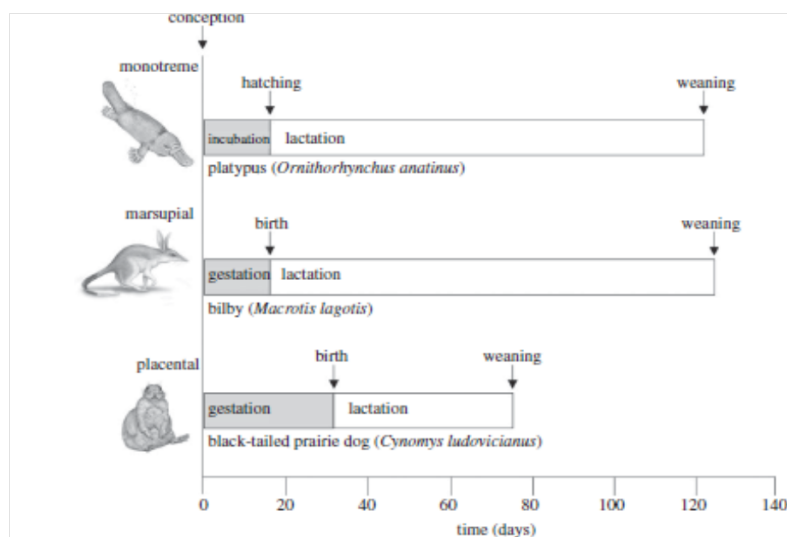 conception
monotreme
hatching
weaning
incubation
lactation
platypus (Ornithorhynchus anatinus)
marsupial
birth
weaning
gestation
lactation
bilby (Macrotis lagotis)
placental
birth
weaning
gestation
lactation
black-tailed prairie dog (Cynomys ludovicianus)
0 20 40 60 80 100 120 140
time (days)